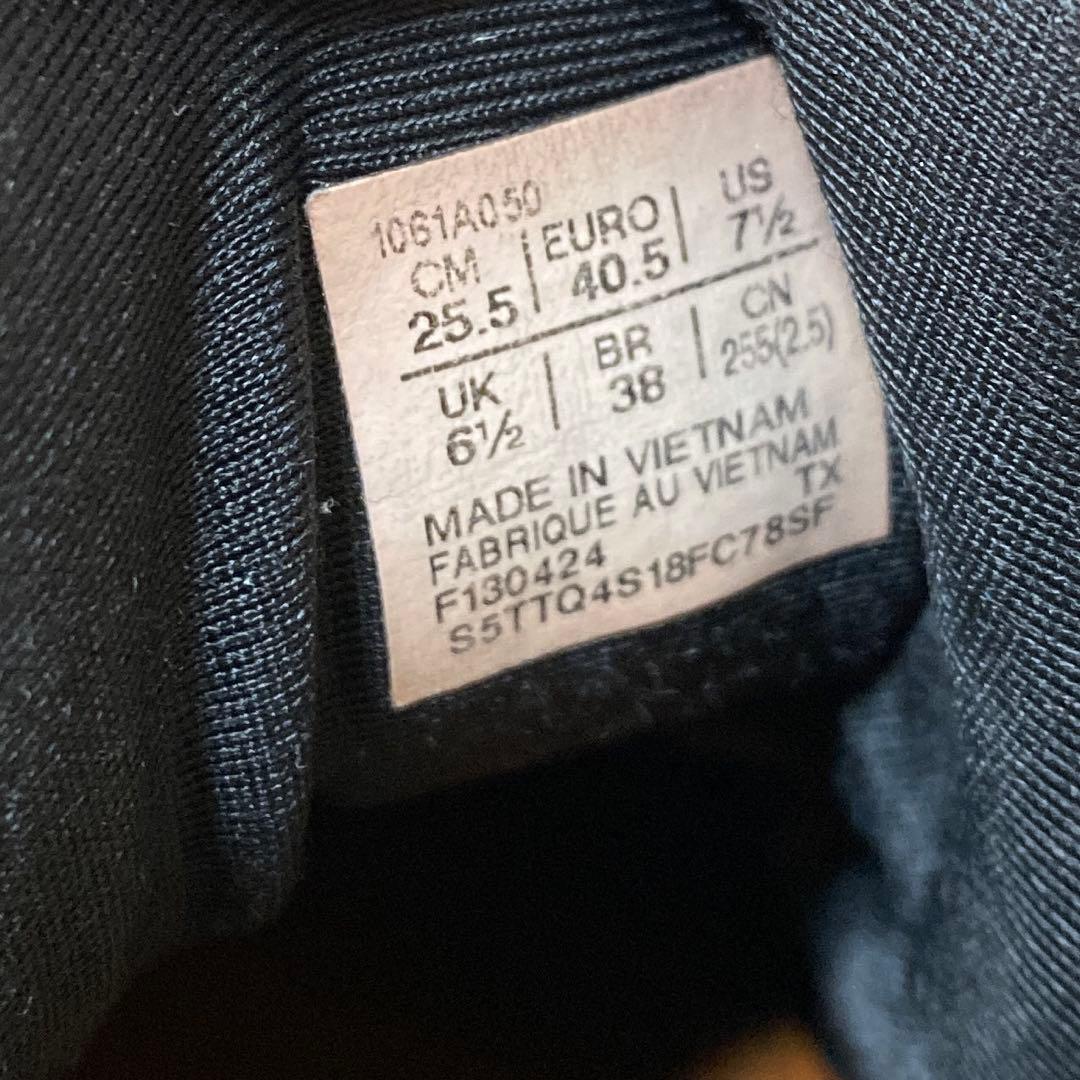 1061A050
CM | EURO | US
25.5 | 40.5 | 7½
UK | BR | CN
6½ | 38 | 255(2.5)
MADE IN VIETNAM
FABRIQUE AU VIETNAM
F130424 TX
S5TTQ4S18FC78SF